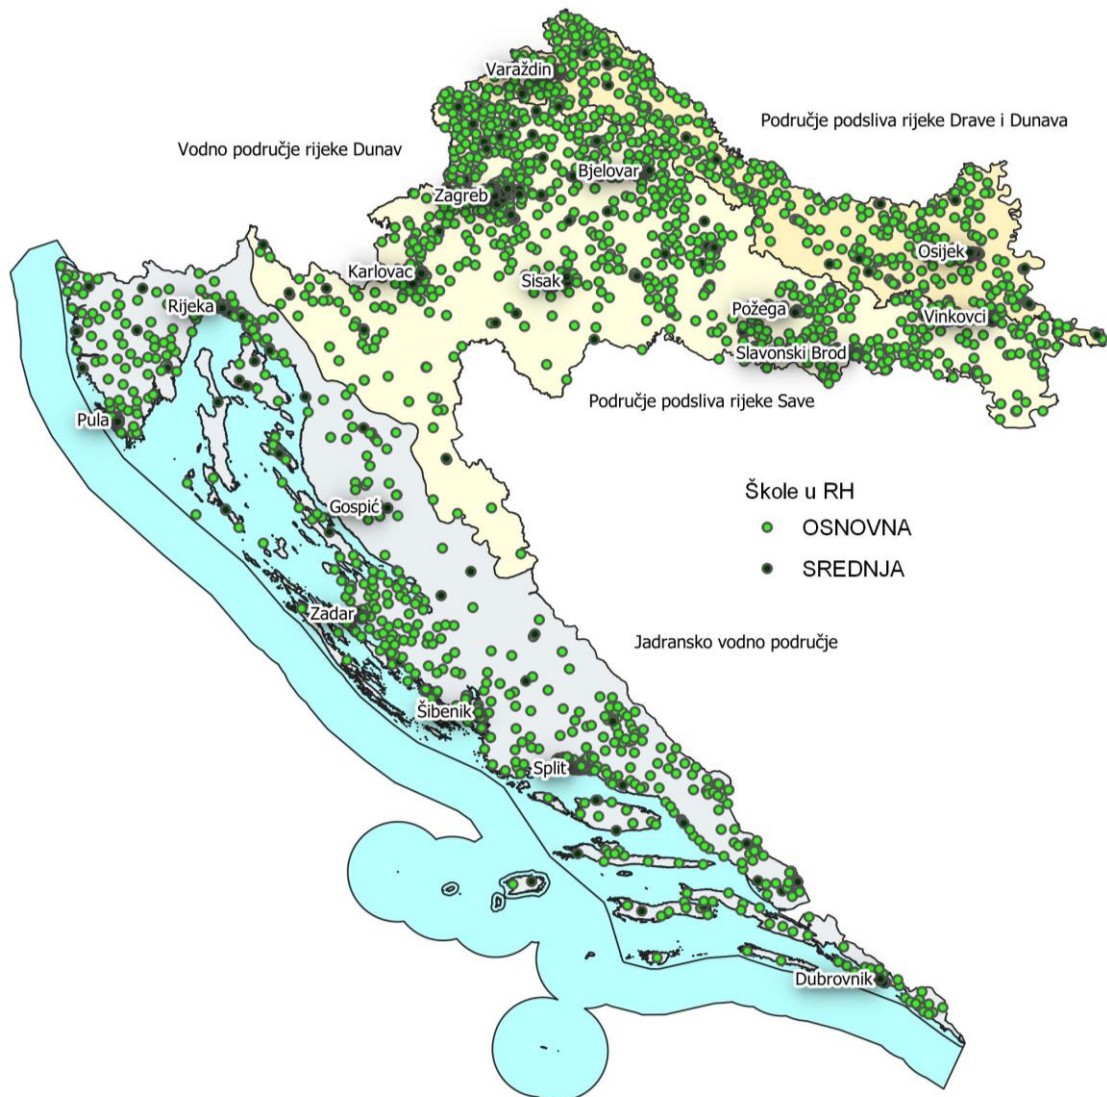 Varaždin
Područje podsliva rijeke Drave i Dunava
Vodno područje rijeke Dunav
Bjelovar
Zagreb
Osijek
Karlovac
Sisak
Rijeka
Požega
Vinkovci
Slavonski Brod
Područje podsliva rijeke Save
Pula
Škole u RH
Gospić
OSNOVNA
SREDNJA
Zadar
Jadransko vodno područje
Šibenik
Split
Dubrovnik